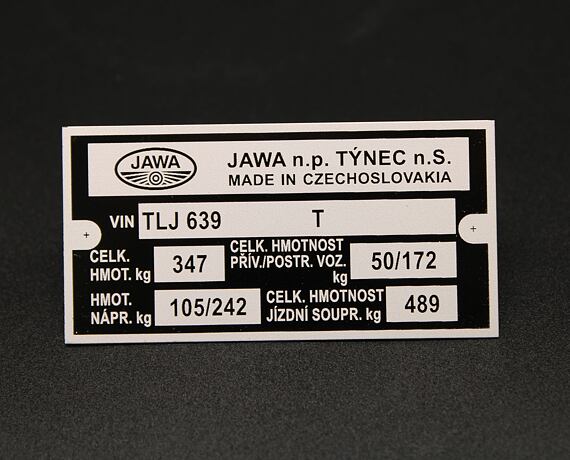 JAWA
JAWA n.p. TÝNEC n.S.
MADE IN CZECHOSLOVAKIA
VIN TLJ 639 T
CELK. HMOT. kg 347
CELK. HMOTNOST PŘÍV./POSTR. VOZ. kg 50/172
HMOT. NÁPR. kg 105/242
CELK. HMOTNOST JÍZDNÍ SOUPR. kg 489